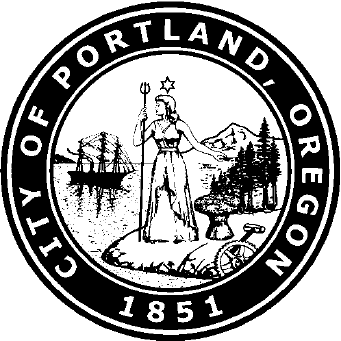 CITY OF PORTLAND, OREGON
1851